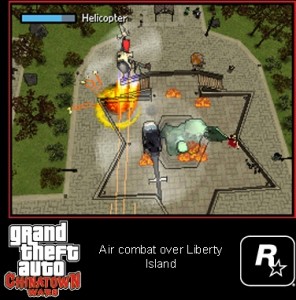 Helicopter
grand
theft
auto
CHINATOWN
WARS
Air combat over Liberty
Island
R